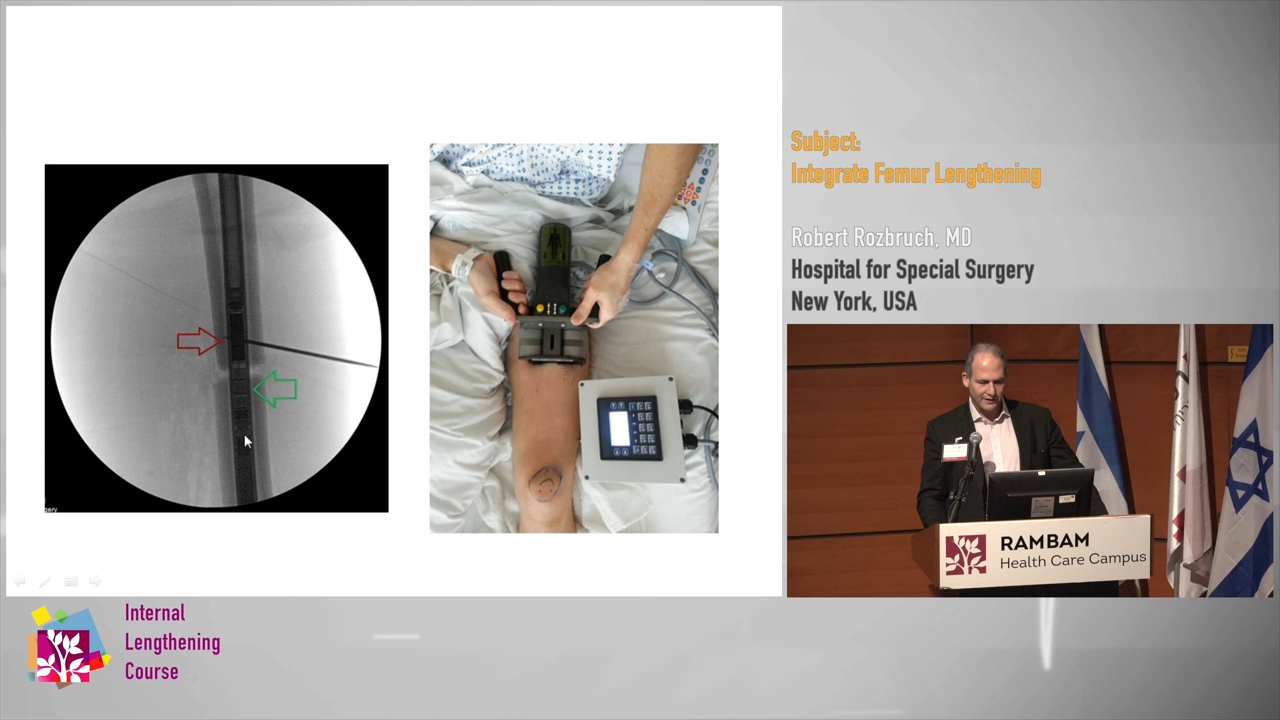 Subject:
Integrate Femur Lengthening
Robert Rozbruch, MD
Hospital for Special Surgery
New York, USA
RAMBAM
Health Care Campus
Internal
Lengthening
Course